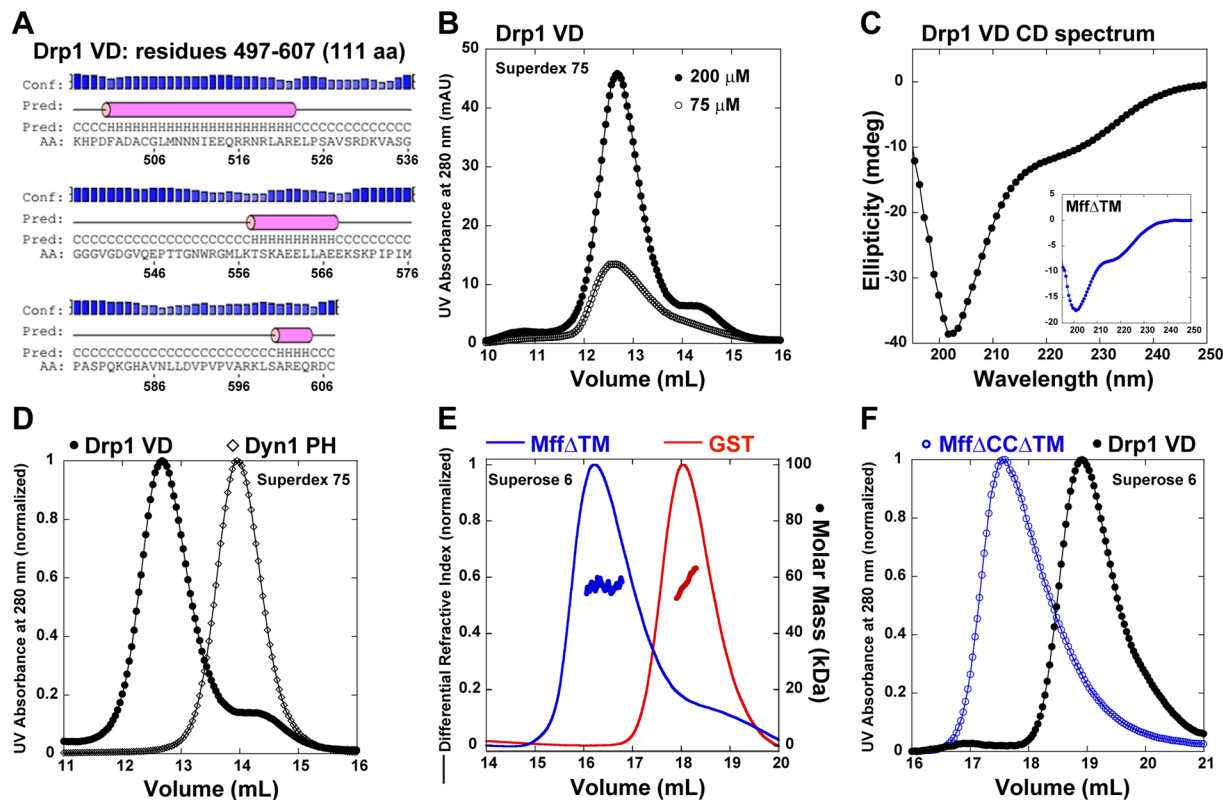 A
Drp1 VD: residues 497-607 (111 aa)
Conf:
Pred:
Pred: CCCCHHHHHHHHHHHHHHHHHHHHHHCCCCCCCCCCCCCC
AA: KHPDFADACGLMNNNIEEQRRNRLARELPSAVSRDKVASG
506 516 526 536
Conf:
Pred:
Pred: CCCCCCCCCCCCCCCCCCCCCHHHHHHHHHHCCCCCCCCC
AA: GGGVGDGVQEPTTGNWRGMLKTSKAEELLAEEKSKPIPIM
546 556 566 576
Conf:
Pred:
Pred: CCCCCCCCCCCCCCCCCCCCCCCCHHHHCCC
AA: PASPQKGHAVNLLDVPVPVARKLSAREQRDC
586 596 606
B
Drp1 VD
Superdex 75
● 200 μM
○ 75 μM
UV Absorbance at 280 nm (mAU)
50
40
30
20
10
0
10 11 12 13 14 15 16
Volume (mL)
C
Drp1 VD CD spectrum
Ellipticity (mdeg)
0
-10
-20
-30
-40
200 210 220 230 240 250
Wavelength (nm)
MffΔTM
5
0
-5
-10
-15
-20
200 210 220 230 240 250
D
● Drp1 VD ◇ Dyn1 PH
Superdex 75
UV Absorbance at 280 nm (normalized)
1
0.8
0.6
0.4
0.2
0
11 12 13 14 15 16
Volume (mL)
E
MffΔTM GST
Superose 6
Differential Refractive Index (normalized)
1
0.8
0.6
0.4
0.2
0
100
80
60
40
20
0
● Molar Mass (kDa)
14 15 16 17 18 19 20
Volume (mL)
F
○ MffΔCCΔTM ● Drp1 VD
Superose 6
UV Absorbance at 280 nm (normalized)
1
0.8
0.6
0.4
0.2
0
16 17 18 19 20 21
Volume (mL)